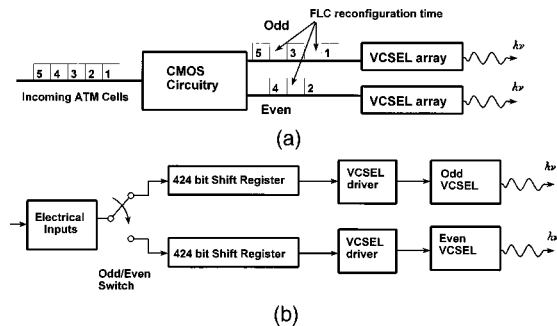 FLC reconfiguration time
Odd
5 3 1
VCSEL array
hν
5 4 3 2 1
Incoming ATM Cells
CMOS
Circuitry
4 2
Even
VCSEL array
hν
(a)
Electrical
Inputs
Odd/Even
Switch
424 bit Shift Register
VCSEL
driver
Odd
VCSEL
hν
424 bit Shift Register
VCSEL
driver
Even
VCSEL
hν
(b)